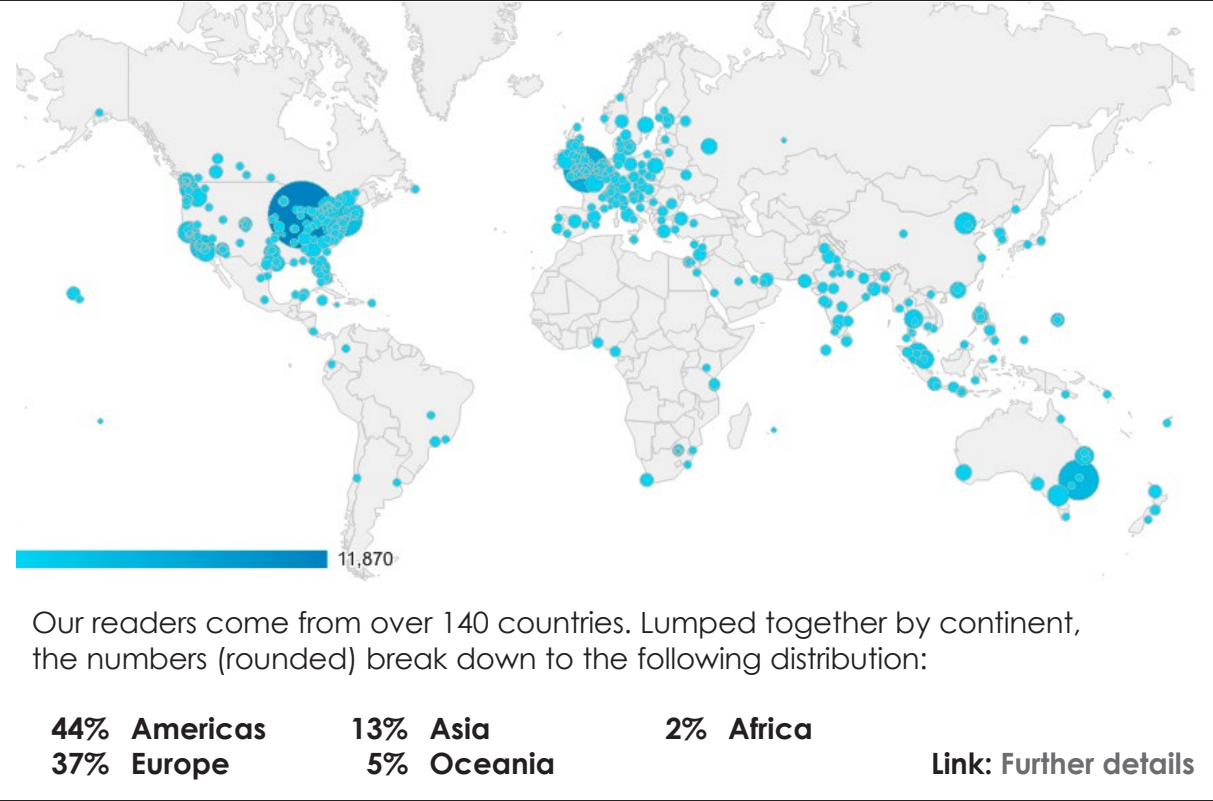 11,870
Our readers come from over 140 countries. Lumped together by continent,
the numbers (rounded) break down to the following distribution:
44% Americas 13% Asia 2% Africa
37% Europe 5% Oceania Link: Further details